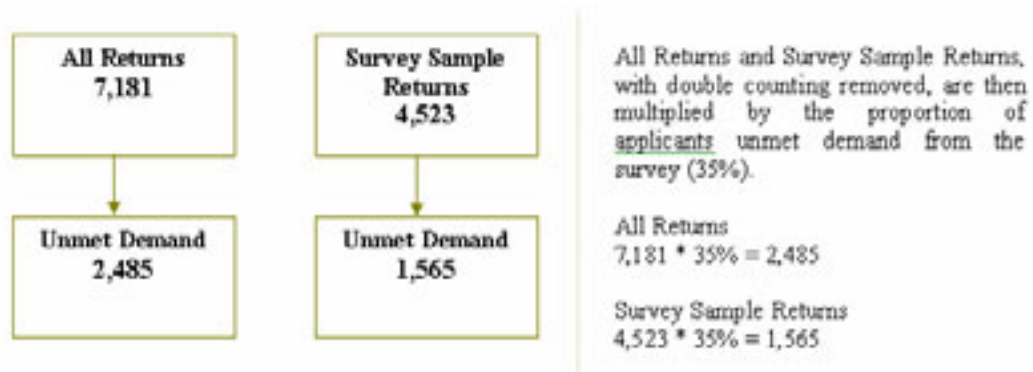 All Returns
7,181
Survey Sample
Returns
4,523
Unmet Demand
2,485
Unmet Demand
1,565
All Returns and Survey Sample Returns,
with double counting removed, are then
multiplied by the proportion of
applicants unmet demand from the
survey (35%).
All Returns
7,181 * 35% = 2,485
Survey Sample Returns
4,523 * 35% = 1,565